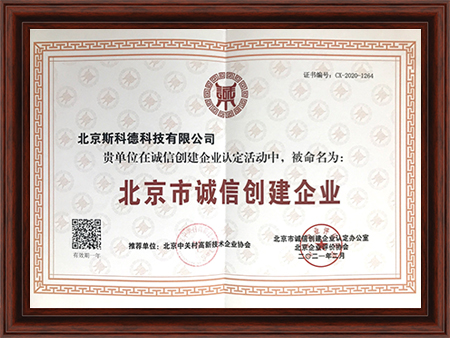 证书编号：CX-2020-1264
北京斯科德科技有限公司
贵单位在诚信创建企业认定活动中，被命名为：
北京市诚信创建企业
有效期一年
推荐单位：北京中关村高新技术企业协会
北京市诚信创建企业认定办公室
北京企业评价协会
二〇二一年二月